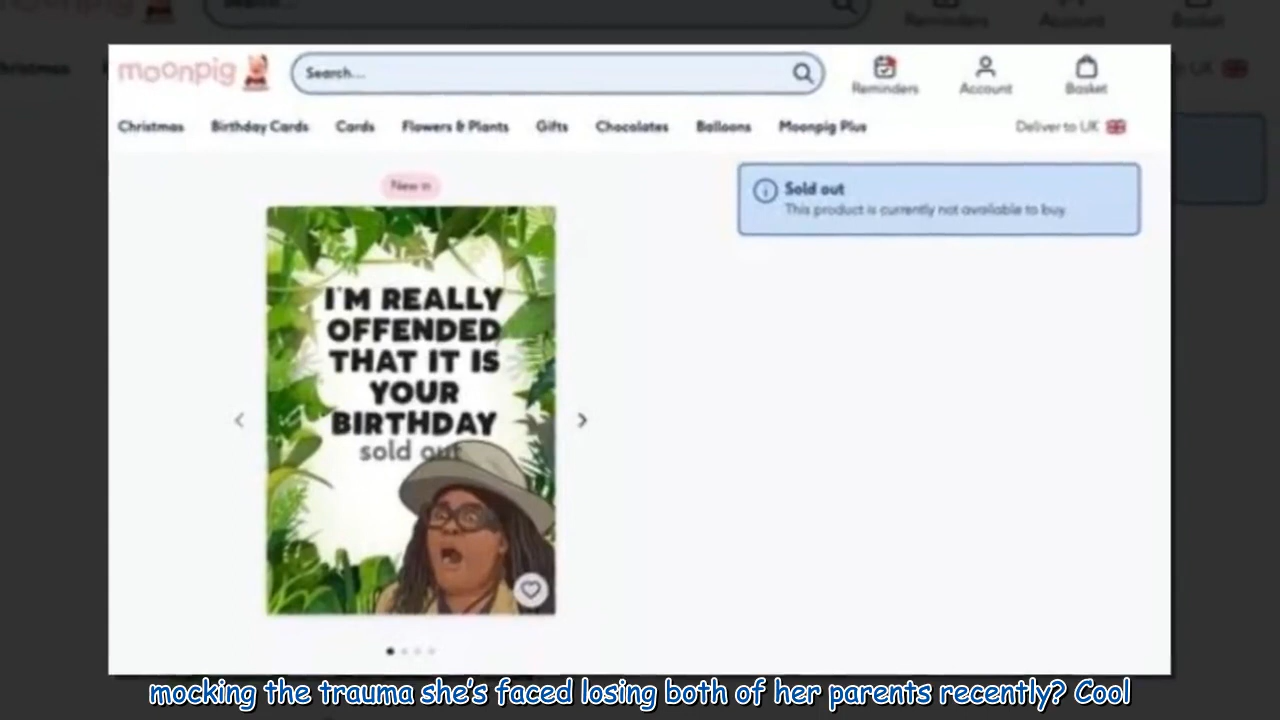 moonpig
Search...
Reminders
Account
Basket
Christmas Birthday Cards Cards Flowers & Plants Gifts Chocolates Balloons Moonpig Plus
Deliver to UK
New in
Sold out
This product is currently not available to buy.
I'M REALLY
OFFENDED
THAT IT IS
YOUR
BIRTHDAY
sold out
mocking the trauma she's faced losing both of her parents recently? Cool